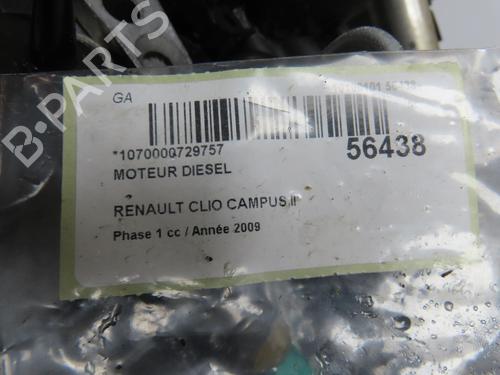 GA
*1070000729757
56438
MOTEUR DIESEL
RENAULT CLIO CAMPUS II
Phase 1 cc / Année 2009
B-PARTS